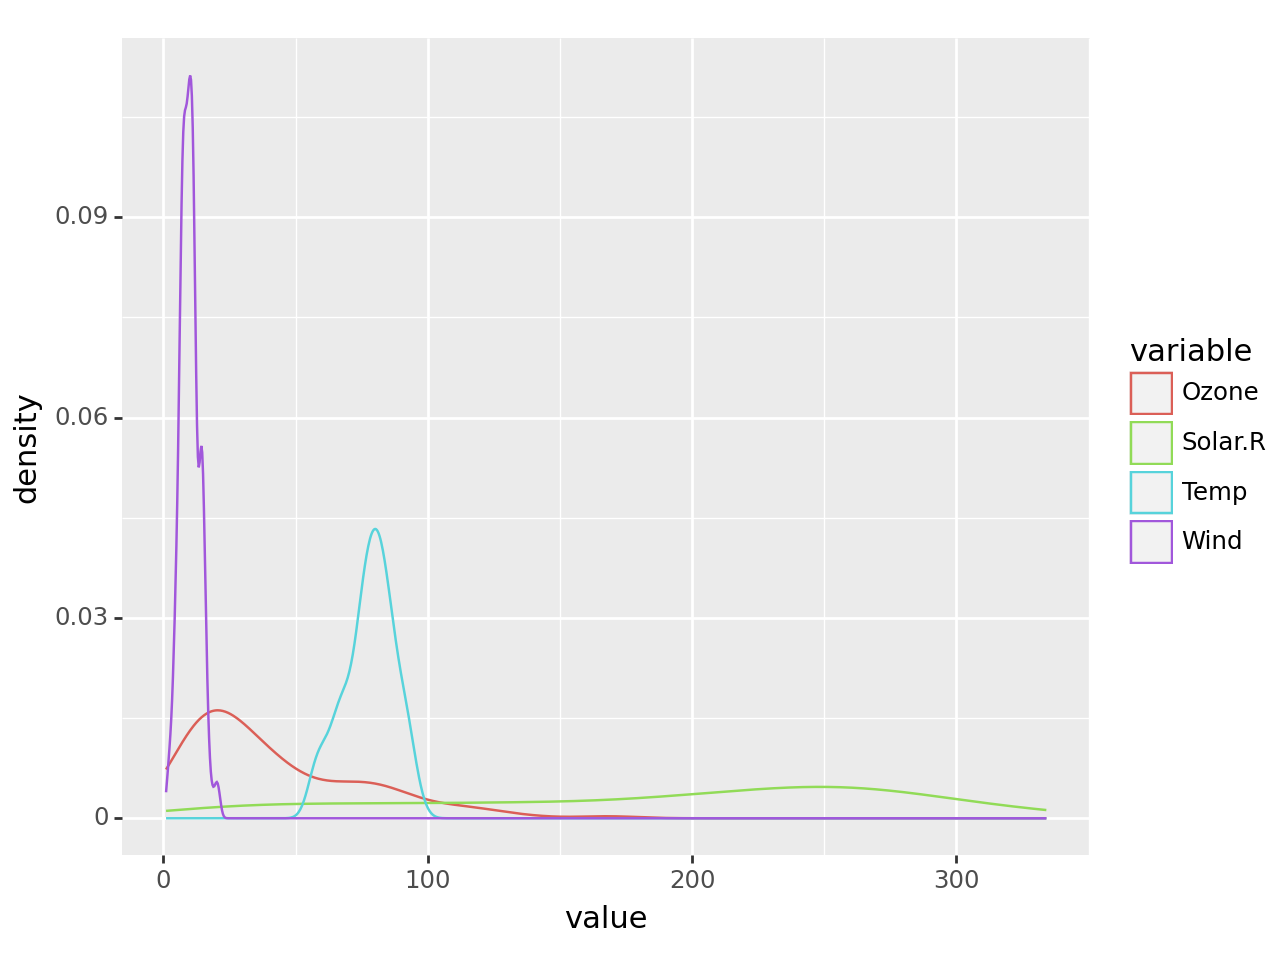 density
0.09
0.06
0.03
0
0
100
200
300
value
variable
Ozone
Solar.R
Temp
Wind